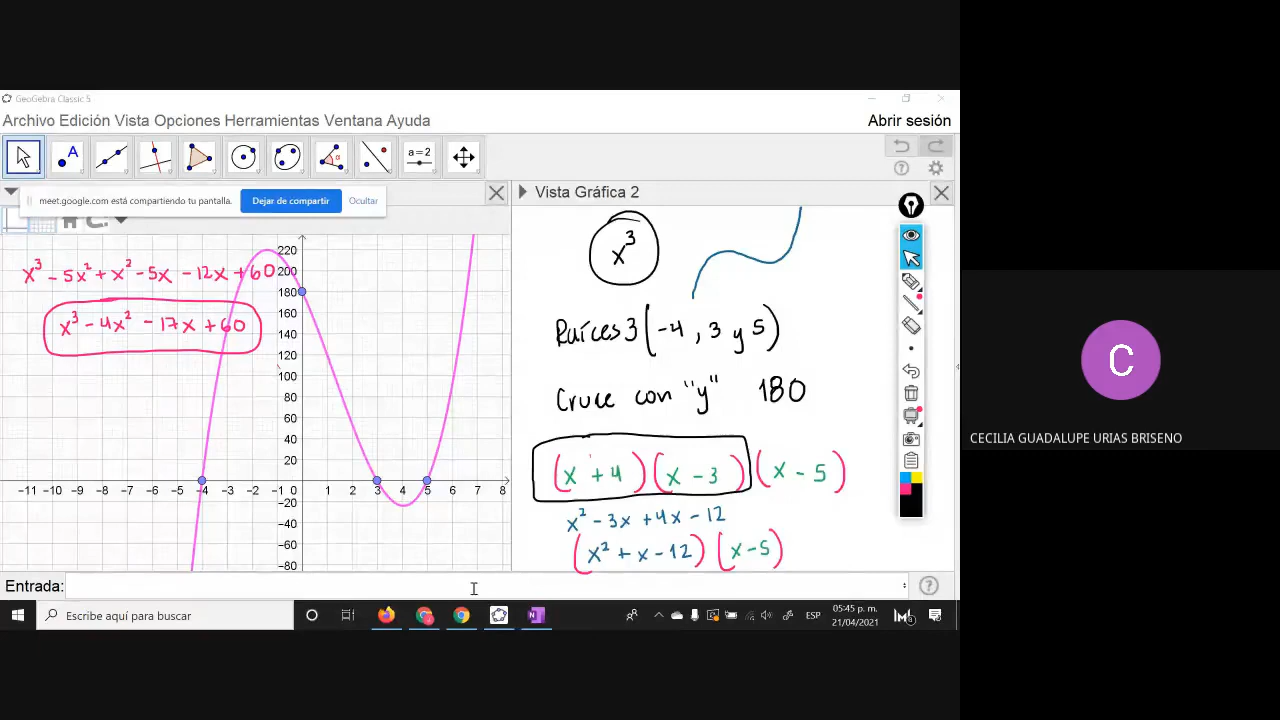 GeoGebra Classic 5
Archivo Edición Vista Opciones Herramientas Ventana Ayuda
Abrir sesión
A
α
a=2
meet.google.com está compartiendo tu pantalla.
Dejar de compartir
Ocultar
Vista Gráfica 2
x³ - 5x² + x² - 5x - 12x + 60
x³ - 4x² - 17x + 60
220
200
180
160
140
120
100
80
60
40
20
0
-20
-40
-60
-80
-11 -10 -9 -8 -7 -6 -5 -4 -3 -2 -1 0 1 2 3 4 5 6 7 8
x³
Raíces 3 (-4, 3 y 5)
Cruce con "y" 180
(x + 4) (x - 3) (x - 5)
x² - 3x + 4x - 12
(x² + x - 12) (x - 5)
Entrada:
Escribe aquí para buscar
ESP
05:45 p. m.
21/04/2021
C
CECILIA GUADALUPE URIAS BRISENO